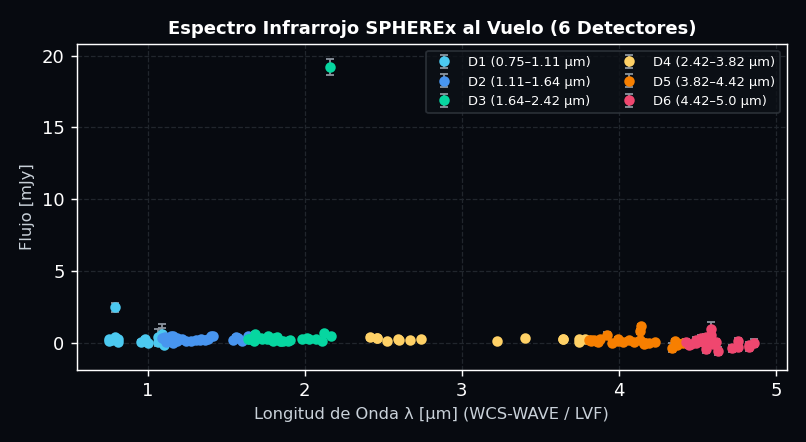 Espectro Infrarrojo SPHEREx al Vuelo (6 Detectores)
D1 (0.75–1.11 μm)
D2 (1.11–1.64 μm)
D3 (1.64–2.42 μm)
D4 (2.42–3.82 μm)
D5 (3.82–4.42 μm)
D6 (4.42–5.0 μm)
Flujo [mJy]
20
15
10
5
0
1 2 3 4 5
Longitud de Onda λ [μm] (WCS-WAVE / LVF)